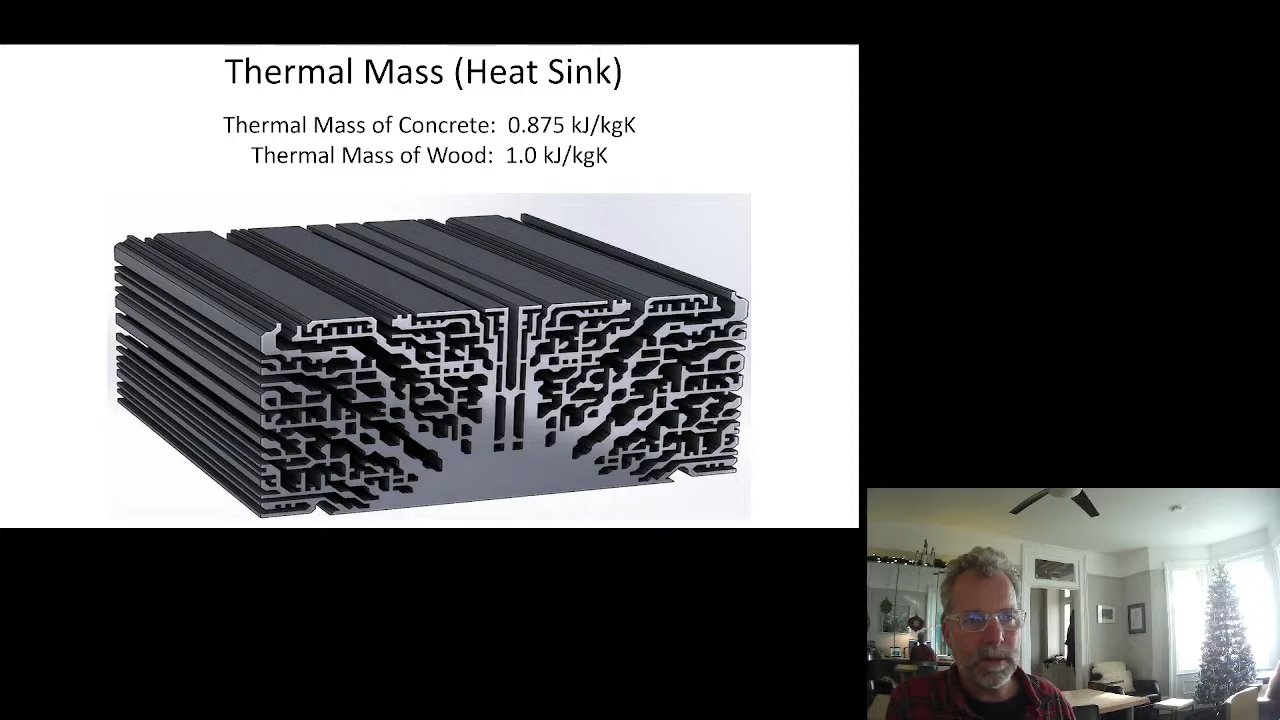 Thermal Mass (Heat Sink)
Thermal Mass of Concrete:  0.875 kJ/kgK
Thermal Mass of Wood:  1.0 kJ/kgK